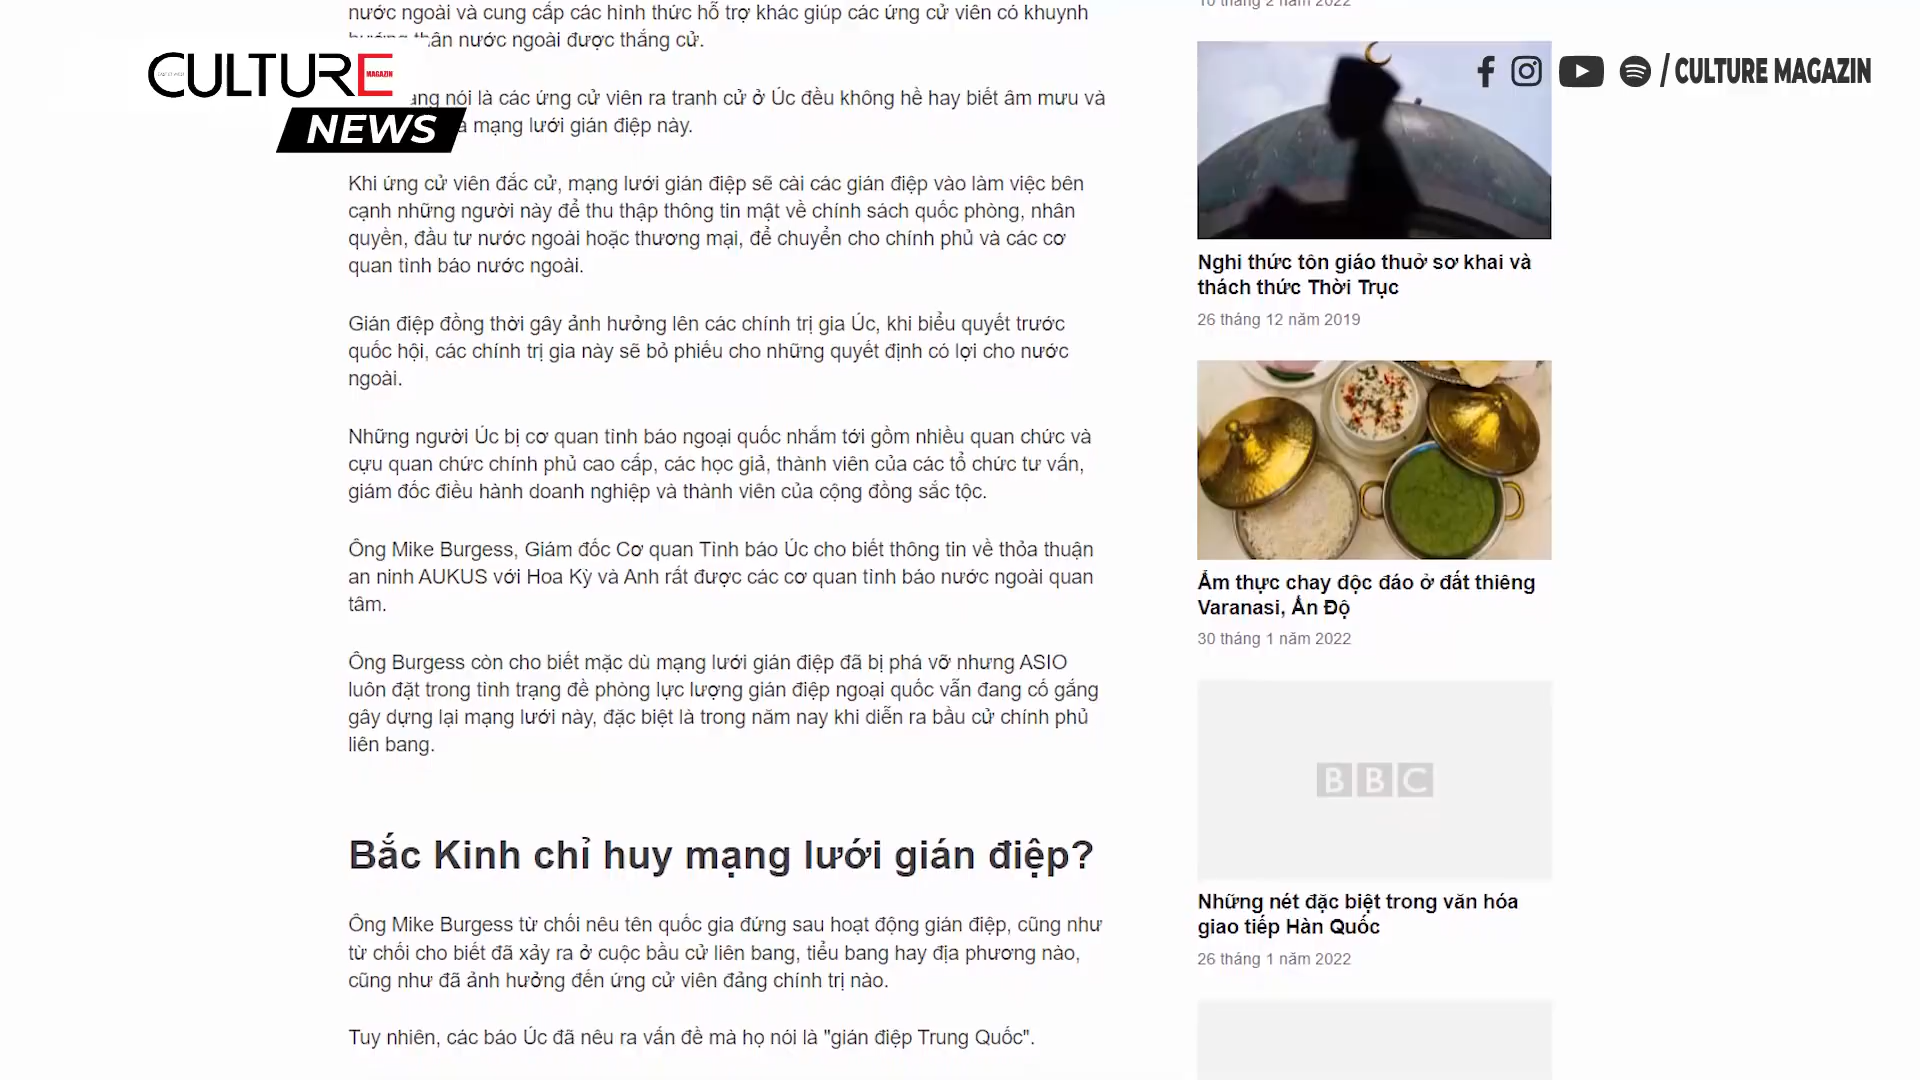 nước ngoài và cung cấp các hình thức hỗ trợ khác giúp các ứng cử viên có khuynh
thân nước ngoài được thắng cử.
CULTURE
MAGAZIN
NEWS
nói là các ứng cử viên ra tranh cử ở Úc đều không hề hay biết âm mưu và
mạng lưới gián điệp này.
Khi ứng cử viên đắc cử, mạng lưới gián điệp sẽ cài các gián điệp vào làm việc bên
cạnh những người này để thu thập thông tin mật về chính sách quốc phòng, nhân
quyền, đầu tư nước ngoài hoặc thương mại, để chuyển cho chính phủ và các cơ
quan tình báo nước ngoài.
Gián điệp đồng thời gây ảnh hưởng lên các chính trị gia Úc, khi biểu quyết trước
quốc hội, các chính trị gia này sẽ bỏ phiếu cho những quyết định có lợi cho nước
ngoài.
Những người Úc bị cơ quan tình báo ngoại quốc nhắm tới gồm nhiều quan chức và
cựu quan chức chính phủ cao cấp, các học giả, thành viên của các tổ chức tư vấn,
giám đốc điều hành doanh nghiệp và thành viên của cộng đồng sắc tộc.
Ông Mike Burgess, Giám đốc Cơ quan Tình báo Úc cho biết thông tin về thỏa thuận
an ninh AUKUS với Hoa Kỳ và Anh rất được các cơ quan tình báo nước ngoài quan
tâm.
Ông Burgess còn cho biết mặc dù mạng lưới gián điệp đã bị phá vỡ nhưng ASIO
luôn đặt trong tình trạng đề phòng lực lượng gián điệp ngoại quốc vẫn đang cố gắng
gây dựng lại mạng lưới này, đặc biệt là trong năm nay khi diễn ra bầu cử chính phủ
liên bang.
Bắc Kinh chỉ huy mạng lưới gián điệp?
Ông Mike Burgess từ chối nêu tên quốc gia đứng sau hoạt động gián điệp, cũng như
từ chối cho biết đã xảy ra ở cuộc bầu cử liên bang, tiểu bang hay địa phương nào,
cũng như đã ảnh hưởng đến ứng cử viên đảng chính trị nào.
Tuy nhiên, các báo Úc đã nêu ra vấn đề mà họ nói là "gián điệp Trung Quốc".
10 tháng 2 năm 2022
/ CULTURE MAGAZIN
Nghi thức tôn giáo thuở sơ khai và
thách thức Thời Trục
26 tháng 12 năm 2019
Ẩm thực chay độc đáo ở đất thiêng
Varanasi, Ấn Độ
30 tháng 1 năm 2022
BBC
Những nét đặc biệt trong văn hóa
giao tiếp Hàn Quốc
26 tháng 1 năm 2022